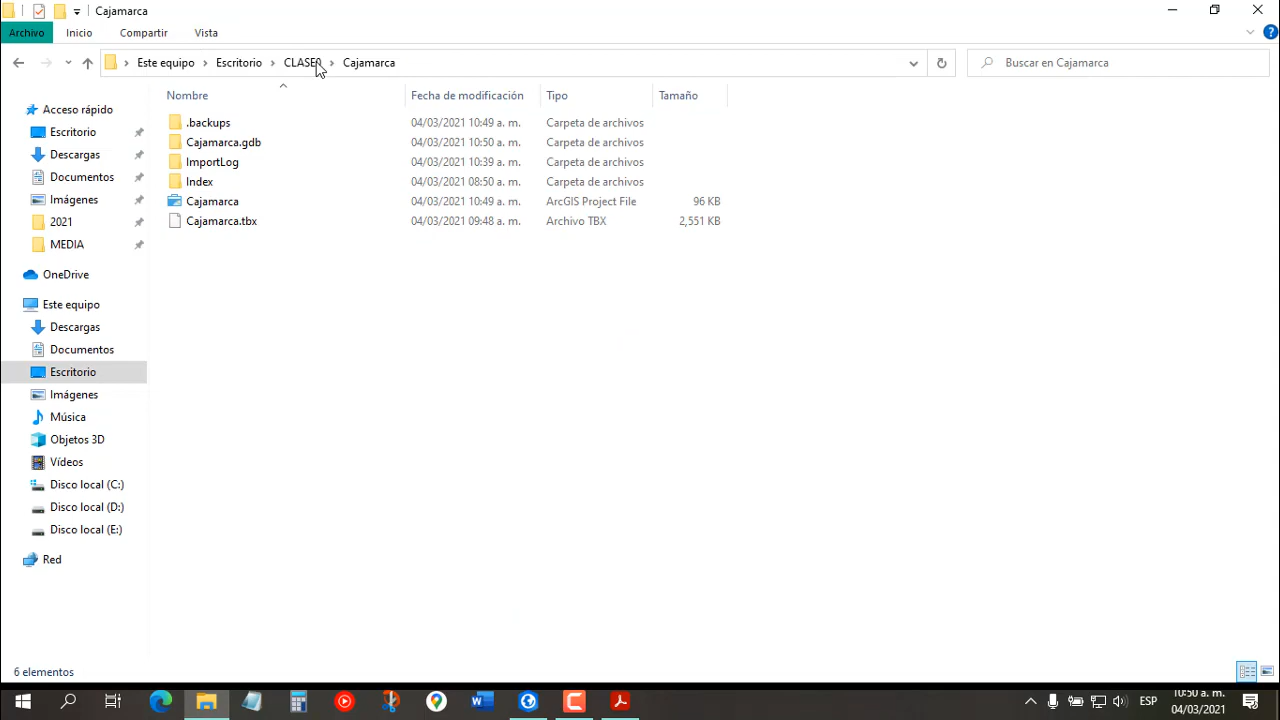 Cajamarca
Archivo Inicio Compartir Vista
Este equipo Escritorio Cajamarca
Buscar en Cajamarca
Nombre Fecha de modificación Tipo Tamaño
.backups 04/03/2021 10:49 a. m. Carpeta de archivos
Cajamarca.gdb 04/03/2021 10:50 a. m. Carpeta de archivos
ImportLog 04/03/2021 10:39 a. m. Carpeta de archivos
Index 04/03/2021 08:50 a. m. Carpeta de archivos
Cajamarca 04/03/2021 10:49 a. m. ArcGIS Project File 96 KB
Cajamarca.tbx 04/03/2021 09:48 a. m. Archivo TBX 2,551 KB
Acceso rápido
Escritorio
Descargas
Documentos
Imágenes
2021
MEDIA
OneDrive
Este equipo
Descargas
Documentos
Escritorio
Imágenes
Música
Objetos 3D
Vídeos
Disco local (C:)
Disco local (D:)
Disco local (E:)
Red
6 elementos
ESP
10:50 a. m.
04/03/2021